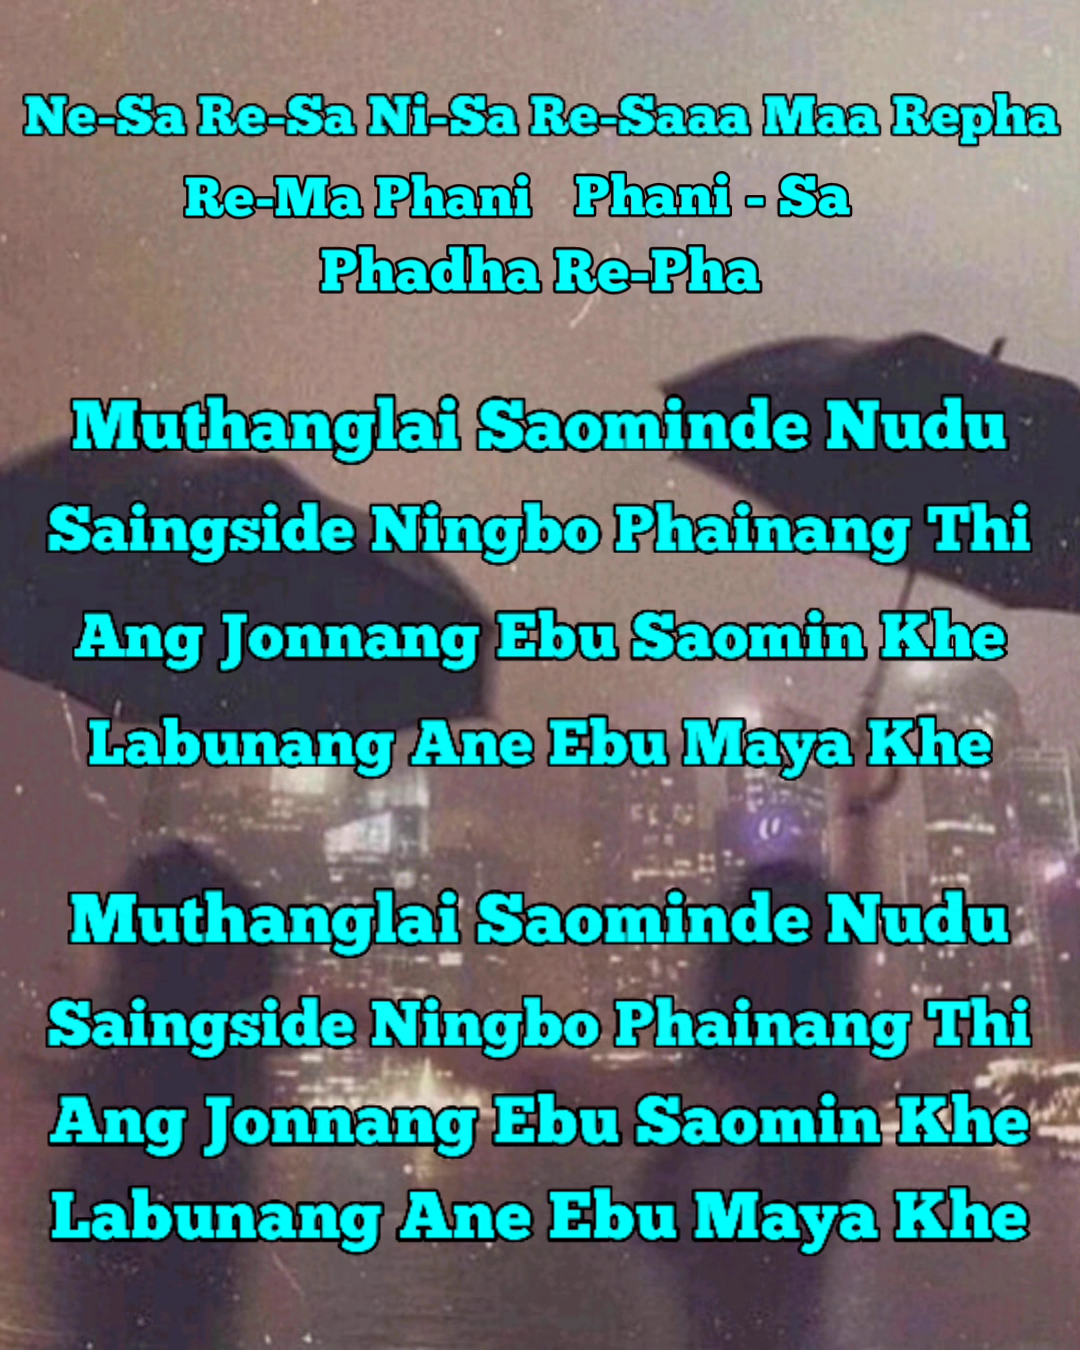 Ne-Sa Re-Sa Ni-Sa Re-Saaa Maa Repha
Re-Ma Phani Phani - Sa
Phadha Re-Pha
Muthanglai Saominde Nudu
Saingside Ningbo Phainang Thi
Ang Jonnang Ebu Saomin Khe
Labunang Ane Ebu Maya Khe
Muthanglai Saominde Nudu
Saingside Ningbo Phainang Thi
Ang Jonnang Ebu Saomin Khe
Labunang Ane Ebu Maya Khe